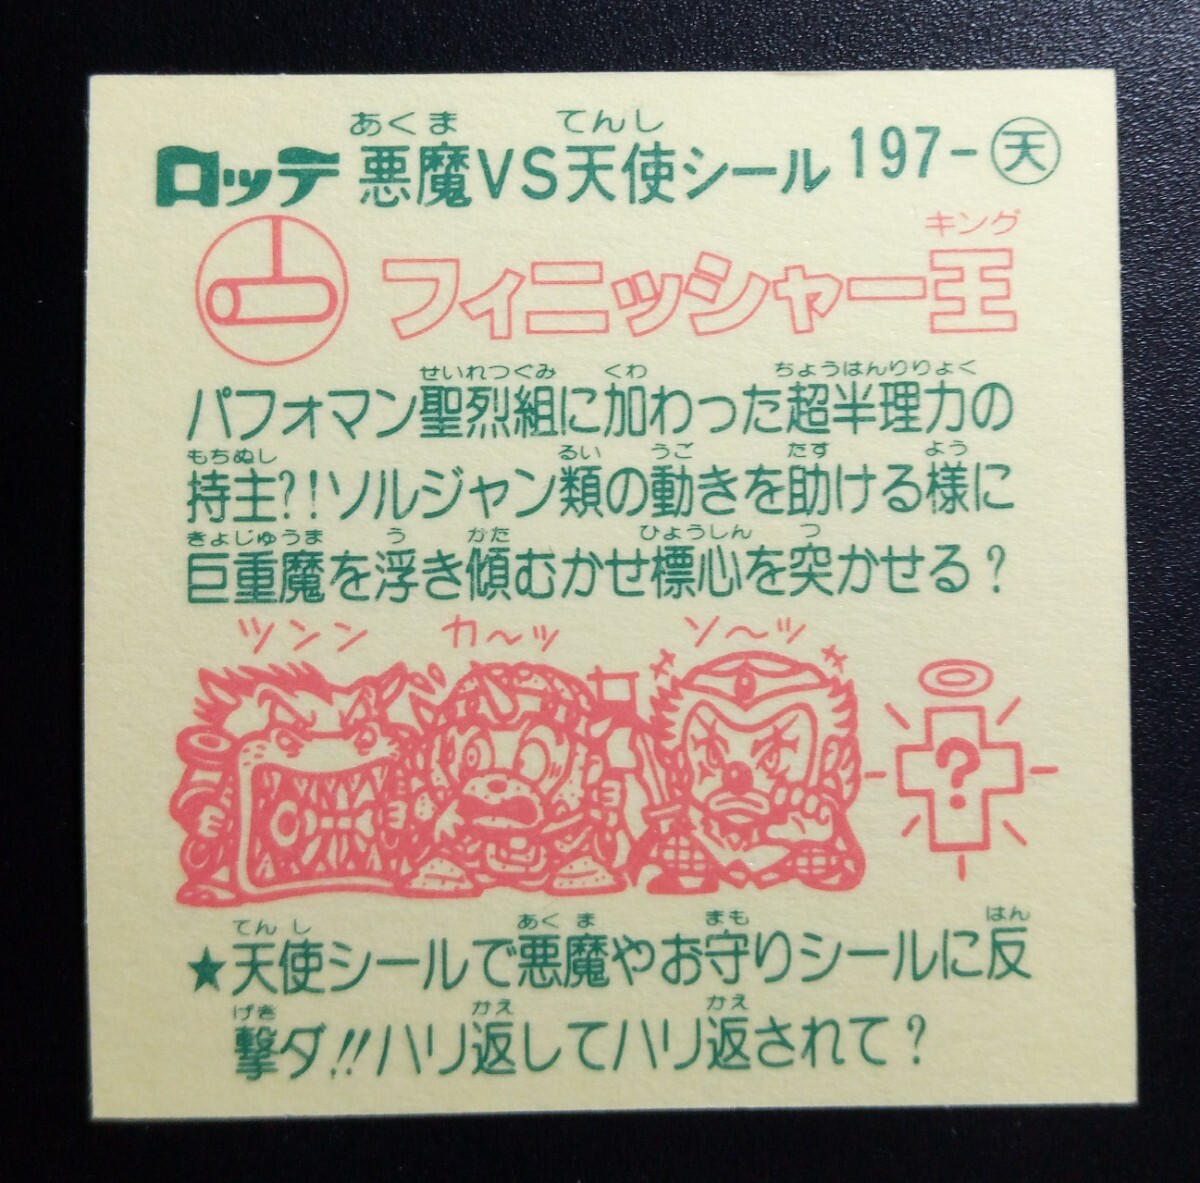 あくま てんし
ロッテ 悪魔VS天使シール 197-天
キング
フィニッシャー王
せいれつぐみ くわ ちょうはんりりょく
パフォマン聖烈組に加わった超半理力の
もちぬし るい うご たす よう
持主?!ソルジャン類の動きを助ける様に
きょじゅうま う かた ひょうしん つ
巨重魔を浮き傾むかせ標心を突かせる?
ツンン カ〜ッ ソ〜ッ
?
てんし あくま まも はん
★天使シールで悪魔やお守りシールに反
げき かえ かえ
撃ダ!!ハリ返してハリ返されて?